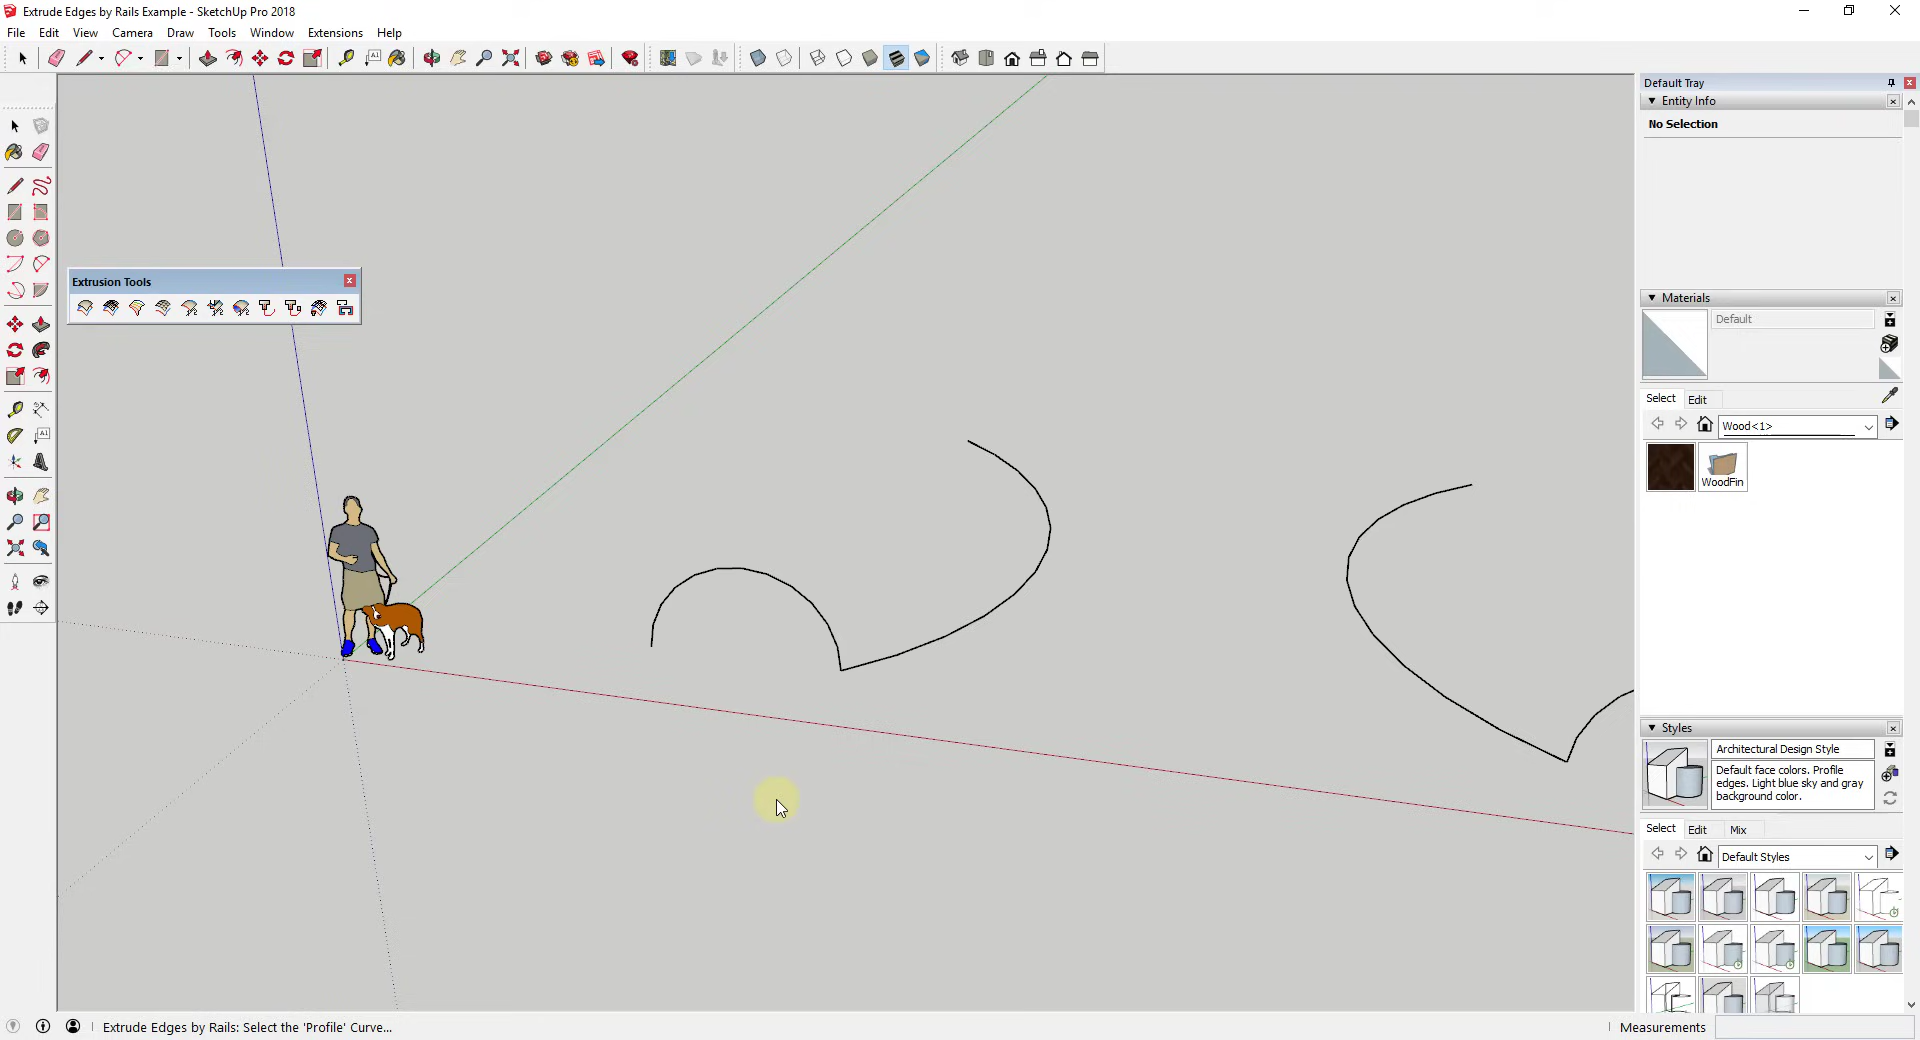 Extrude Edges by Rails Example - SketchUp Pro 2018
File Edit View Camera Draw Tools Window Extensions Help
Default Tray
Entity Info
No Selection
Extrusion Tools
Materials
Default
Select Edit
Wood<1>
WoodFin
Styles
Architectural Design Style
Default face colors. Profile
edges. Light blue sky and gray
background color.
Select Edit Mix
Default Styles
Extrude Edges by Rails: Select the 'Profile' Curve...
Measurements